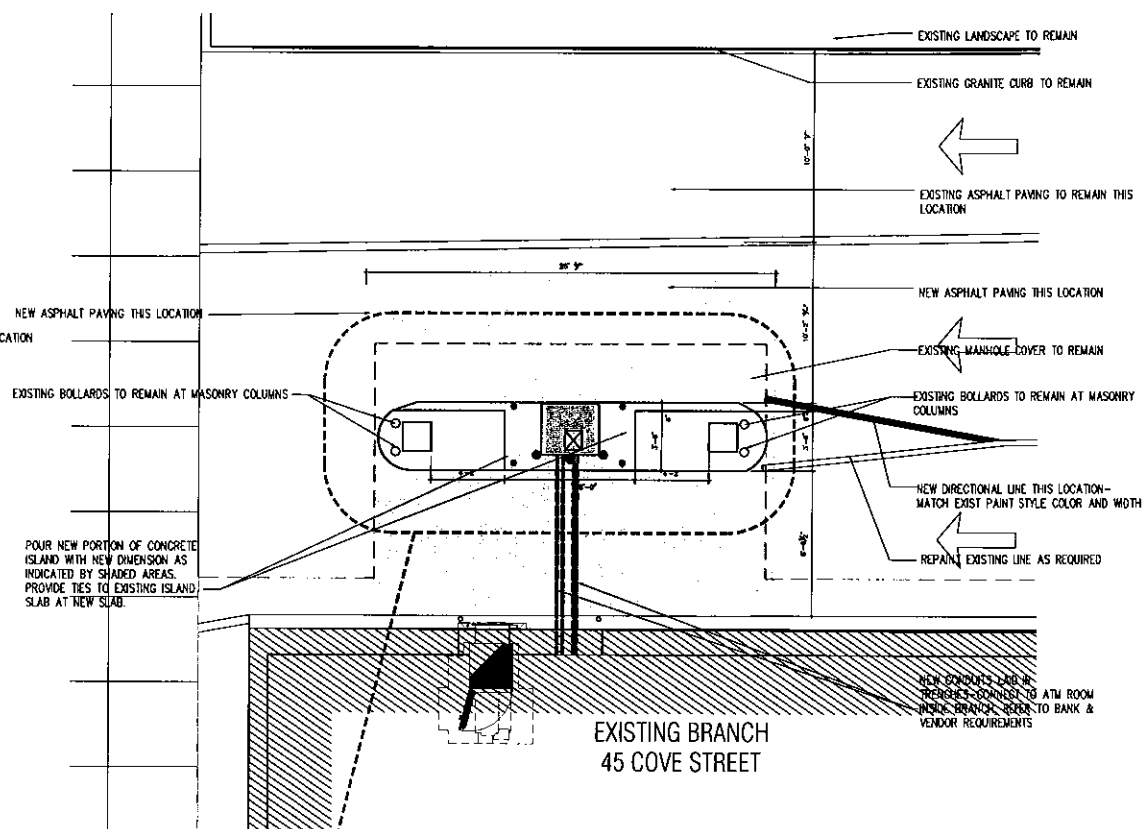 EXISTING LANDSCAPE TO REMAIN
EXISTING GRANITE CURB TO REMAIN
EXISTING ASPHALT PAVING TO REMAIN THIS
LOCATION
NEW ASPHALT PAVING THIS LOCATION
NEW ASPHALT PAVING THIS LOCATION
CATION
EXISTING MANHOLE COVER TO REMAIN
EXISTING BOLLARDS TO REMAIN AT MASONRY COLUMNS
EXISTING BOLLARDS TO REMAIN AT MASONRY
COLUMNS
NEW DIRECTIONAL LINE THIS LOCATION-
MATCH EXIST PAINT STYLE COLOR AND WIDTH
REPAINT EXISTING LINE AS REQUIRED
POUR NEW PORTION OF CONCRETE
ISLAND WITH NEW DIMENSION AS
INDICATED BY SHADED AREAS.
PROVIDE TIES TO EXISTING ISLAND
SLAB AT NEW SLAB.
NEW CONDUITS LAID IN
TRENCHES-CONNECT TO ATM ROOM
INSIDE BRANCH, REFER TO BANK &
VENDOR REQUIREMENTS
EXISTING BRANCH
45 COVE STREET